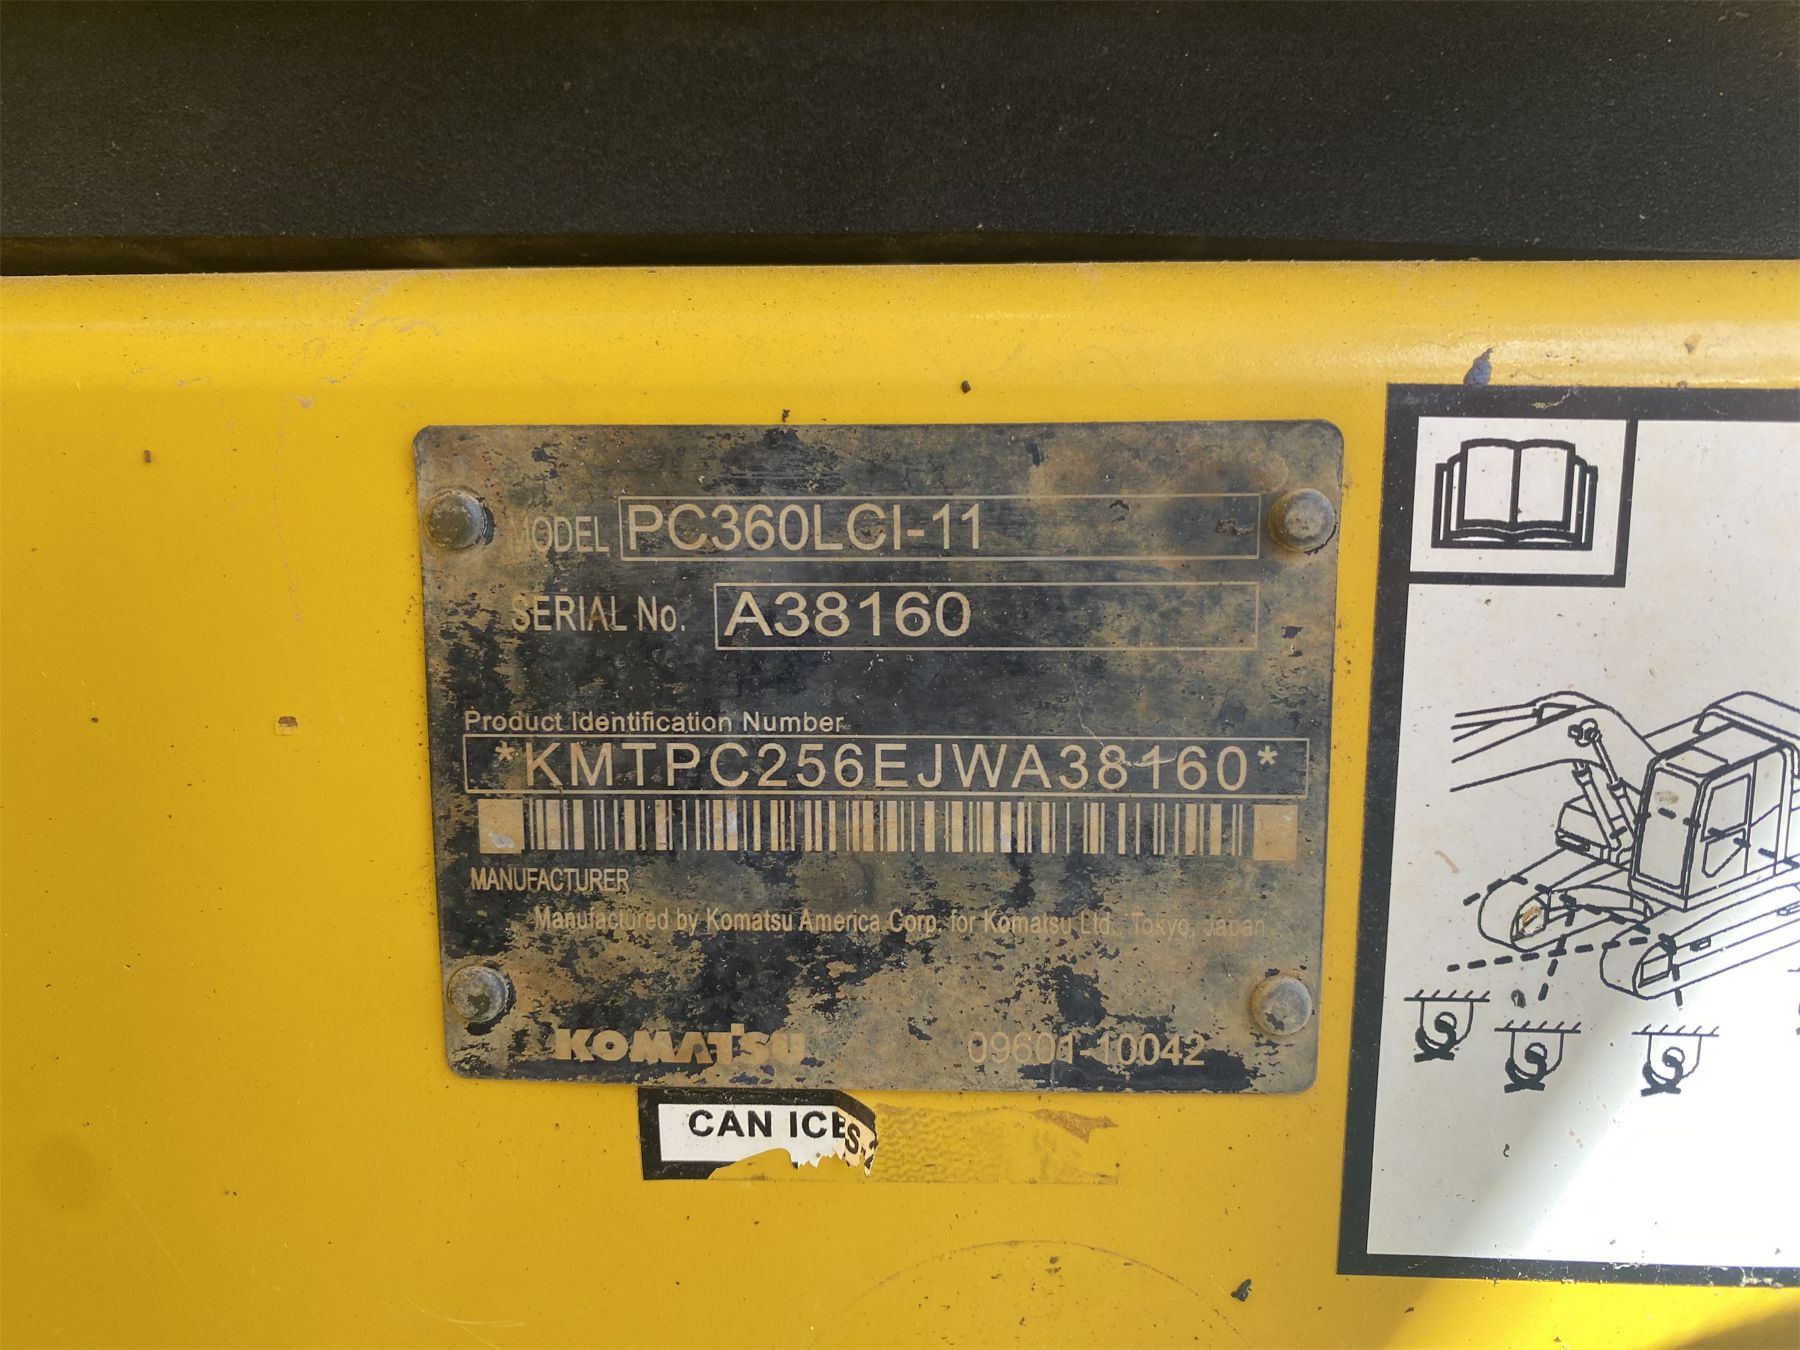 MODEL PC360LCI-11
SERIAL No. A38160
Product Identification Number
*KMTPC256EJWA38160*
MANUFACTURER
Manufactured by Komatsu America Corp. for Komatsu Ltd., Tokyo, Japan
KOMATSU 09601-10042
CAN ICES